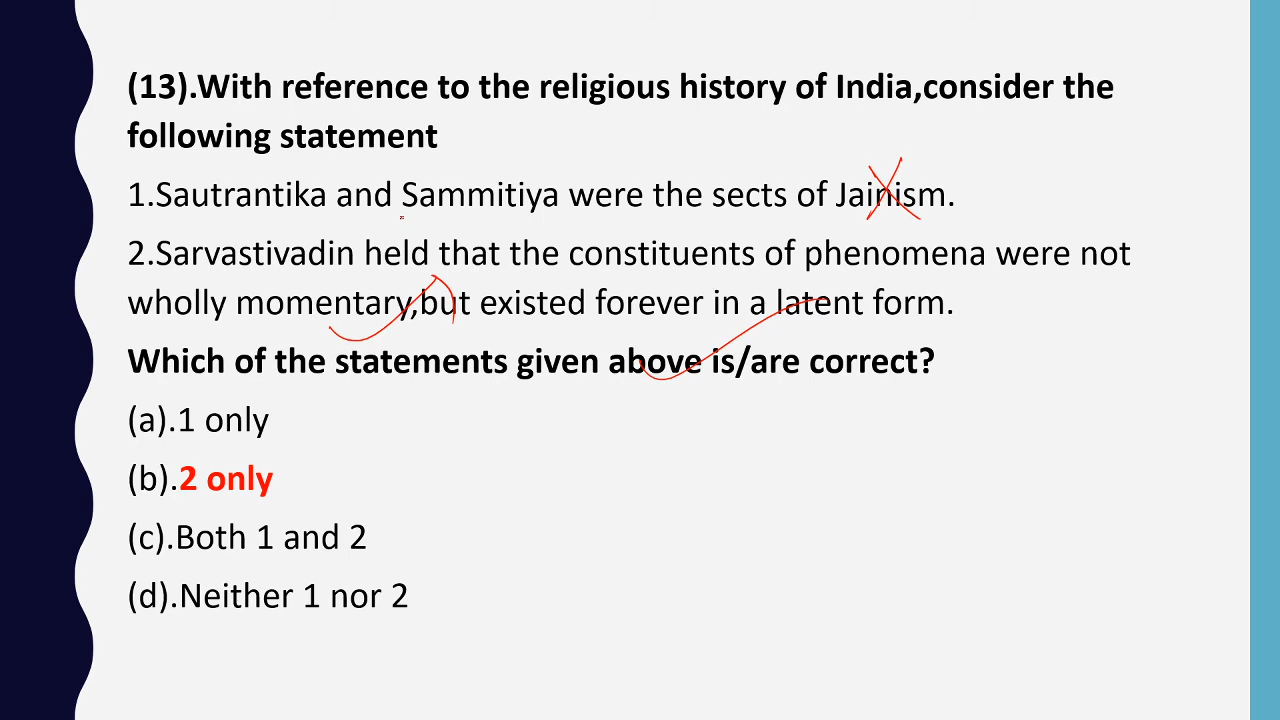 (13).With reference to the religious history of India,consider the
following statement
1.Sautrantika and Sammitiya were the sects of Jainism.
2.Sarvastivadin held that the constituents of phenomena were not
wholly momentary,but existed forever in a latent form.
Which of the statements given above is/are correct?
(a).1 only
(b).2 only
(c).Both 1 and 2
(d).Neither 1 nor 2